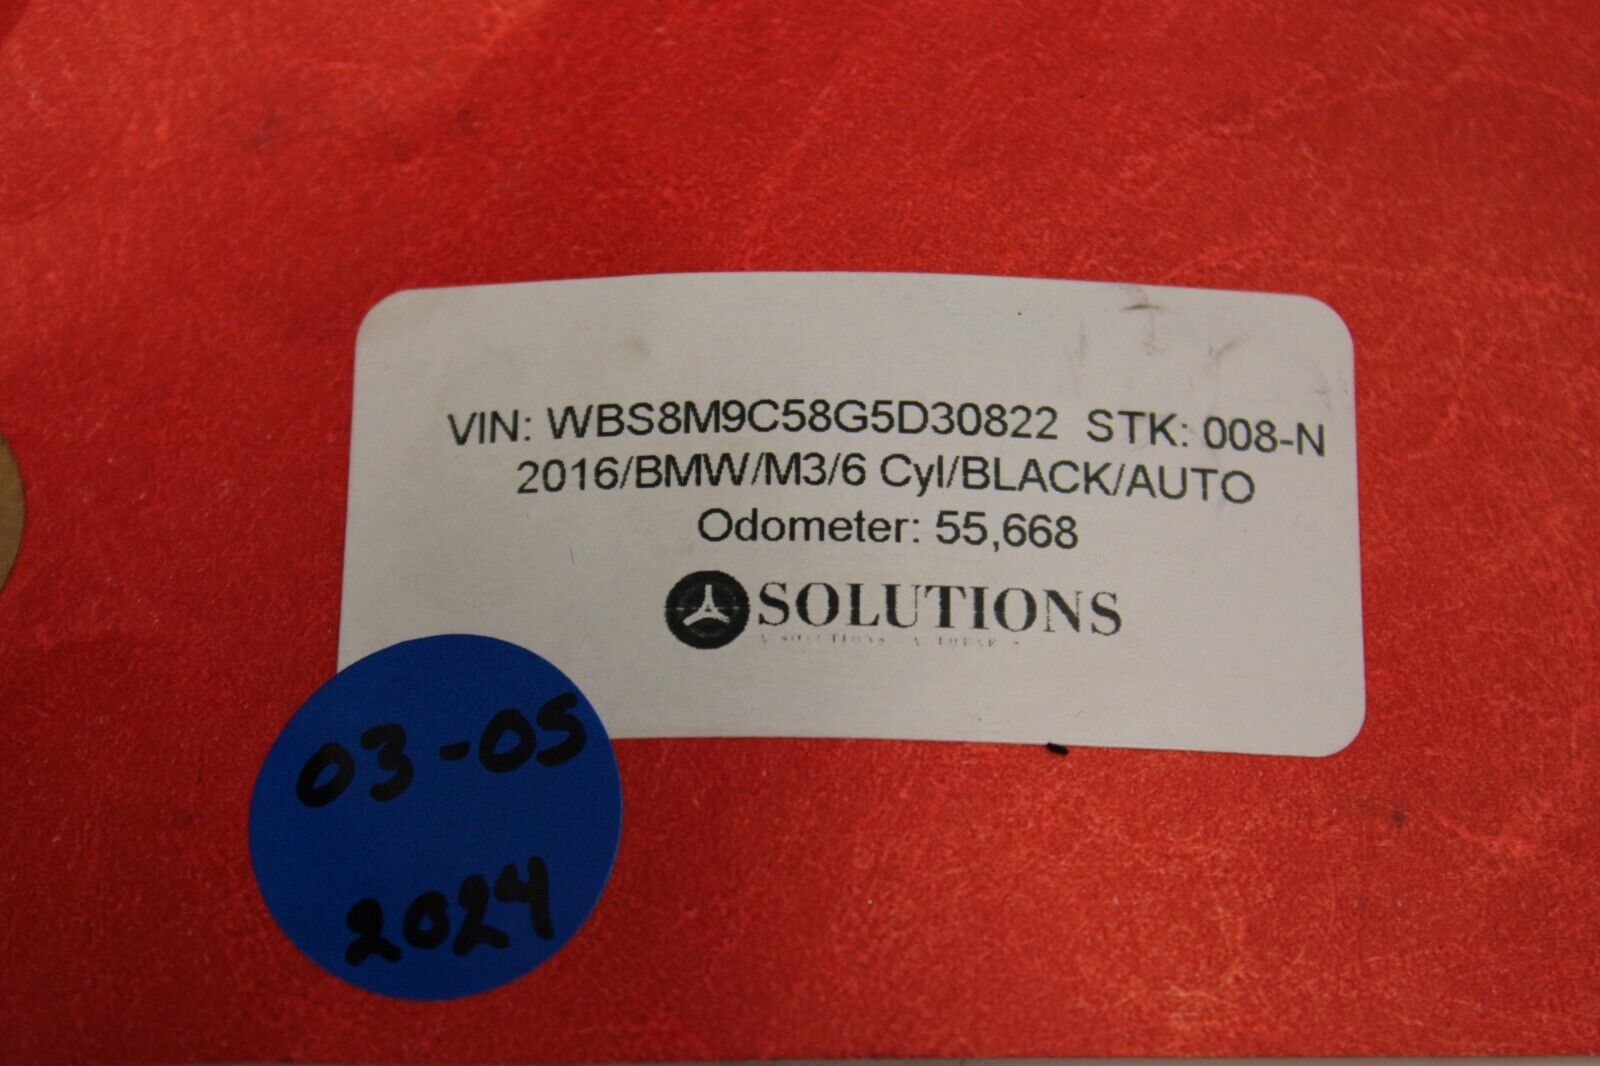 VIN: WBS8M9C58G5D30822 STK: 008-N
2016/BMW/M3/6 Cyl/BLACK/AUTO
Odometer: 55,668
SOLUTIONS
03-05
2024